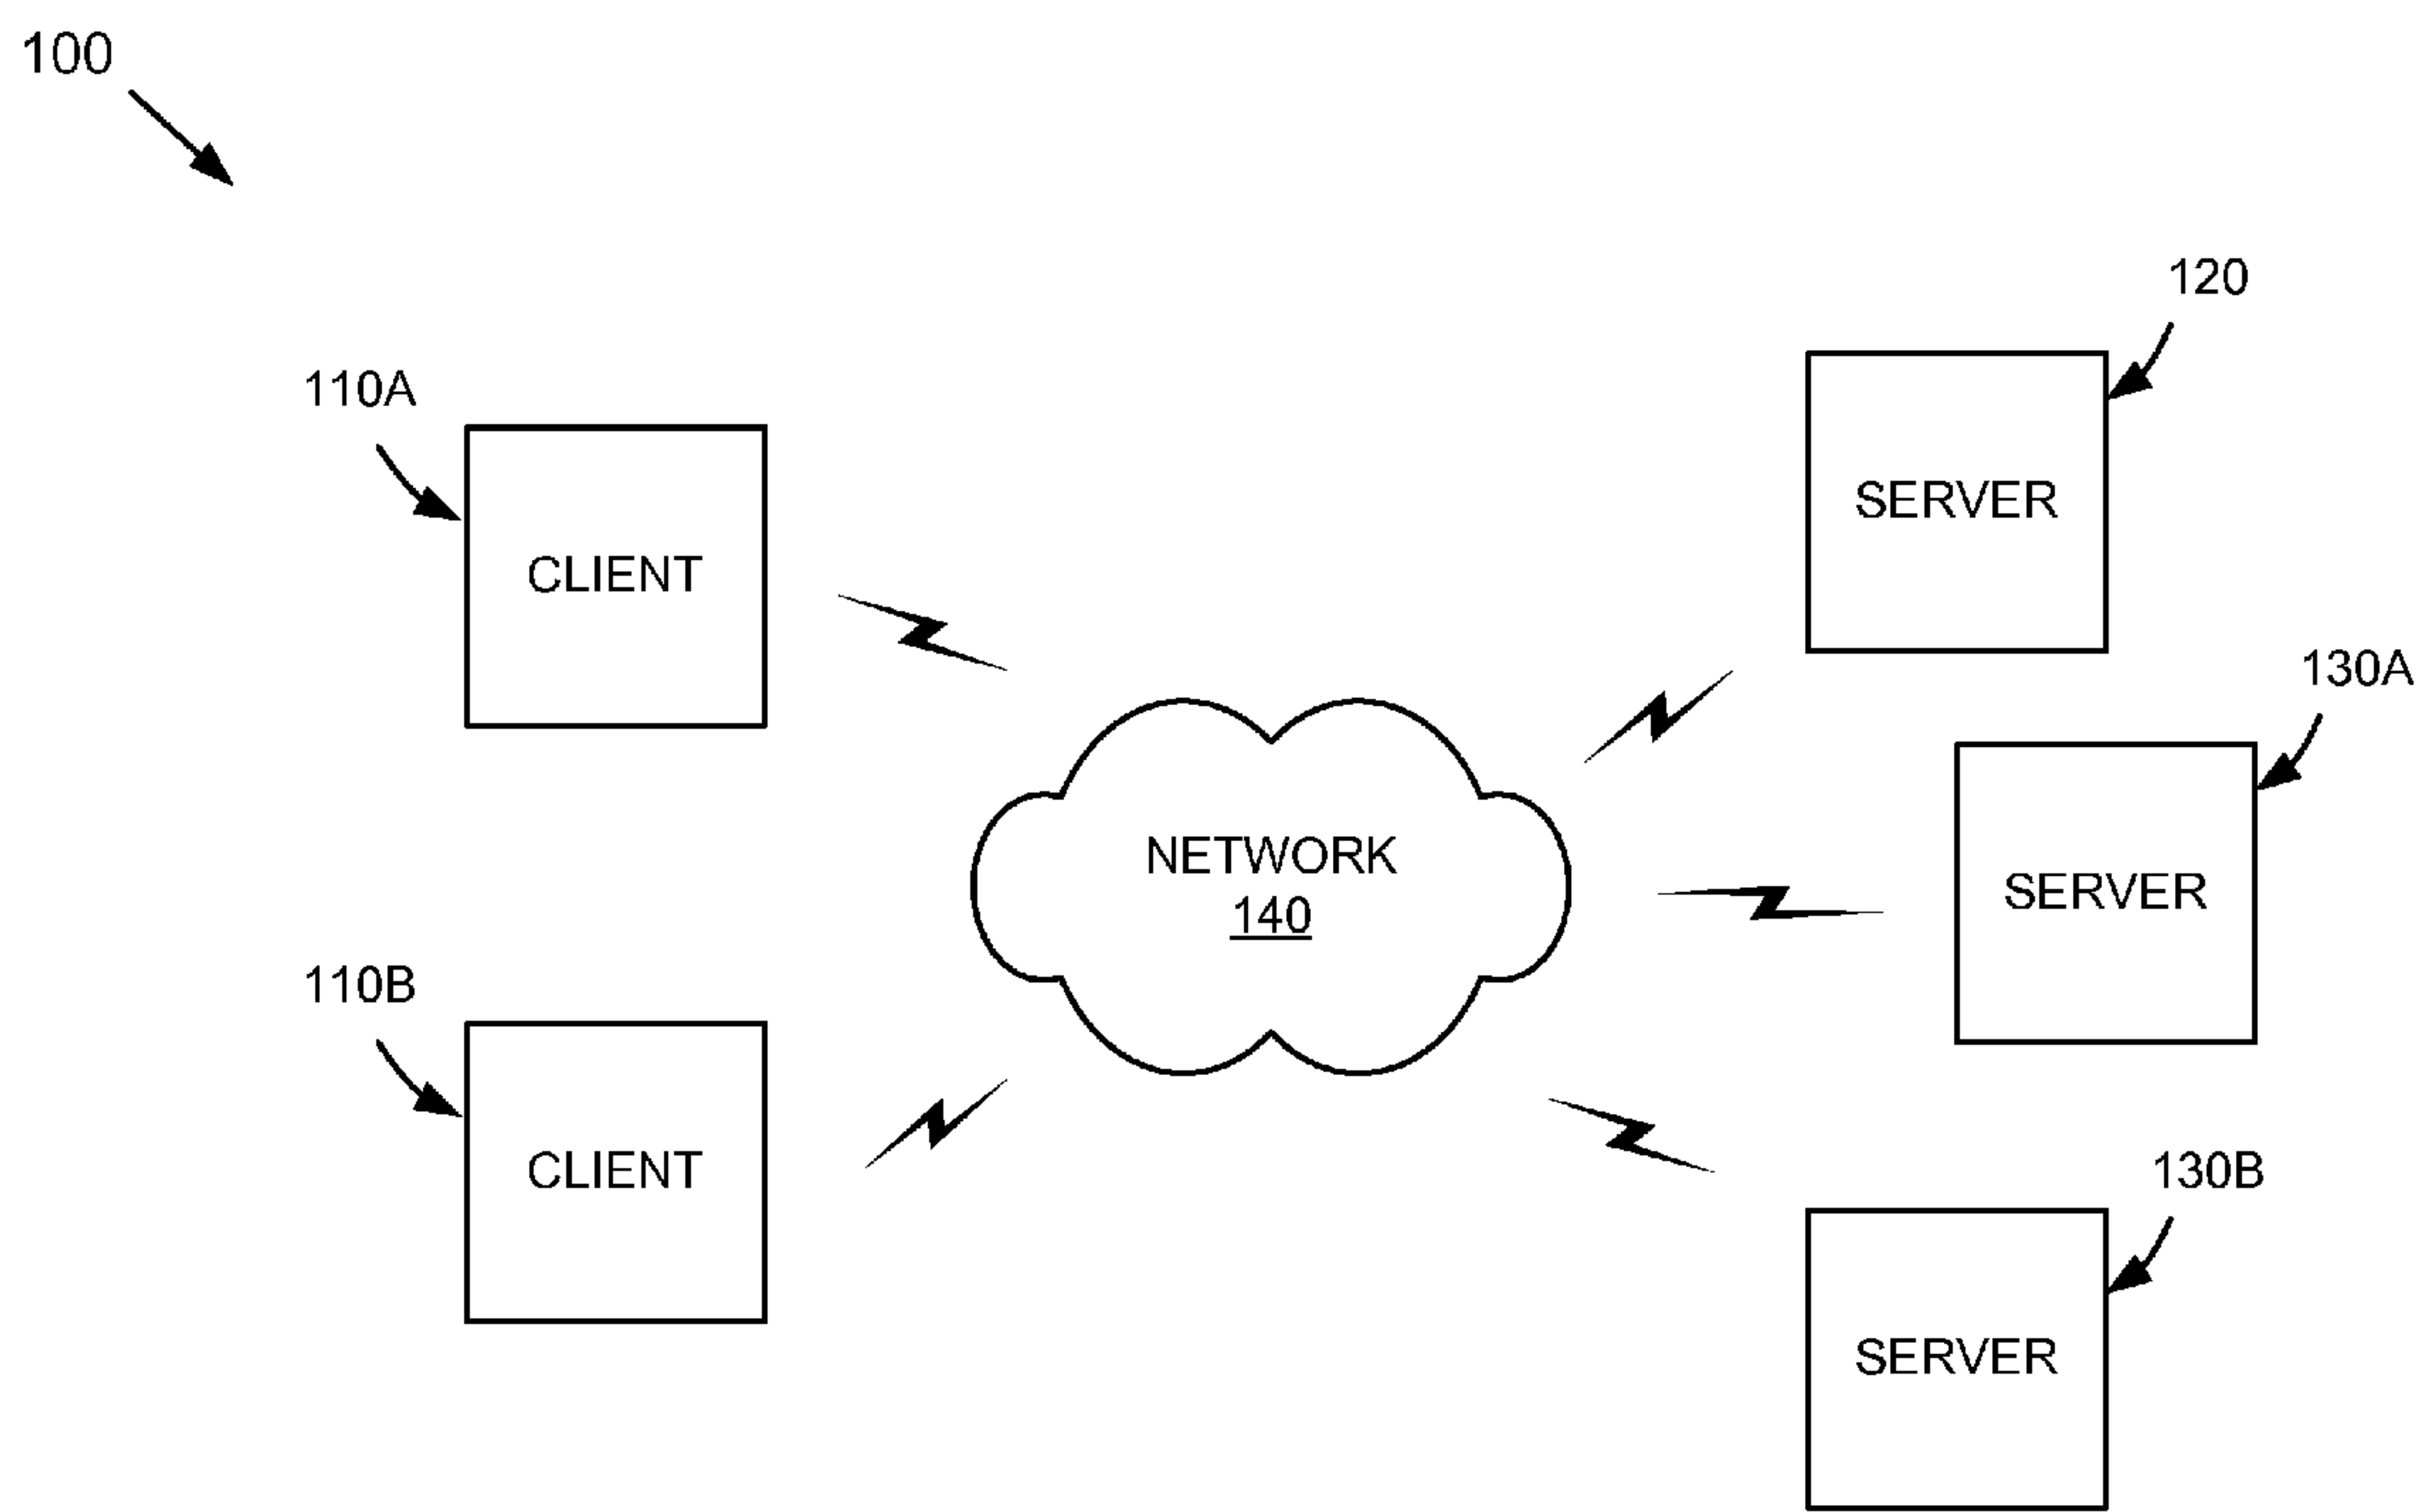 100
120
110A
SERVER
CLIENT
130A
NETWORK
140
SERVER
110B
CLIENT
130B
SERVER